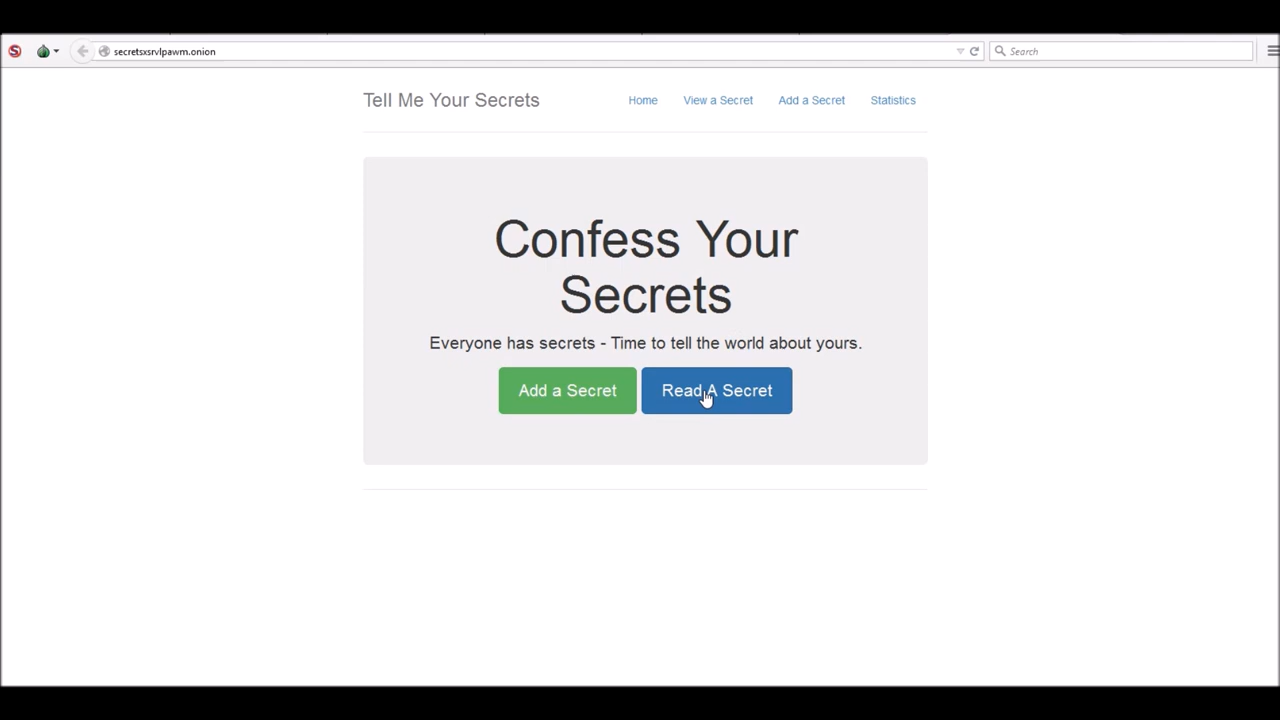 secretsxsrvlpawm.onion
Search
Tell Me Your Secrets
Home
View a Secret
Add a Secret
Statistics
Confess Your
Secrets
Everyone has secrets - Time to tell the world about yours.
Add a Secret
Read A Secret